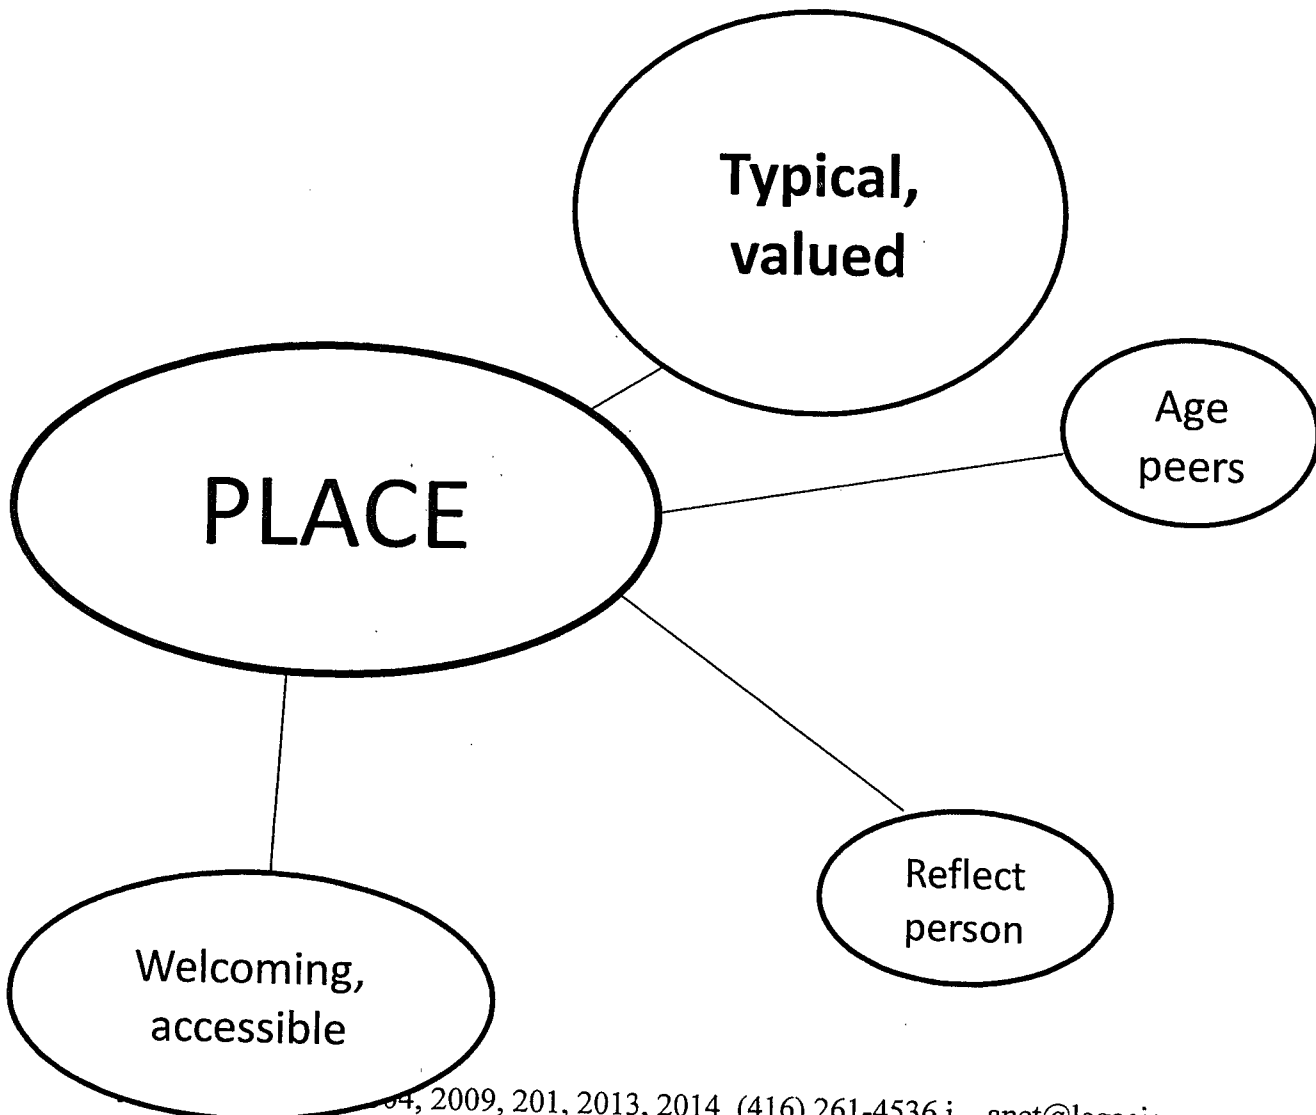 Typical,
valued
Age
peers
PLACE
Reflect
person
Welcoming,
accessible
2009, 201, 2013, 2014 (416) 261-4536 j